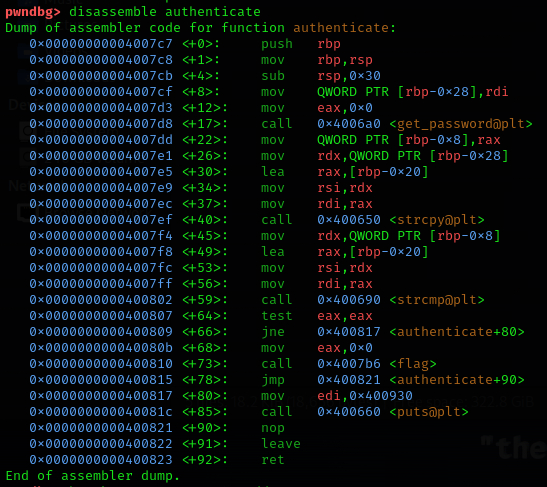 pwndbg> disassemble authenticate
Dump of assembler code for function authenticate:
0x00000000004007c7 <+0>: push rbp
0x00000000004007c8 <+1>: mov rbp,rsp
0x00000000004007cb <+4>: sub rsp,0x30
0x00000000004007cf <+8>: mov QWORD PTR [rbp-0x28],rdi
0x00000000004007d3 <+12>: mov eax,0x0
0x00000000004007d8 <+17>: call 0x4006a0 <get_password@plt>
0x00000000004007dd <+22>: mov QWORD PTR [rbp-0x8],rax
0x00000000004007e1 <+26>: mov rdx,QWORD PTR [rbp-0x28]
0x00000000004007e5 <+30>: lea rax,[rbp-0x20]
0x00000000004007e9 <+34>: mov rsi,rdx
0x00000000004007ec <+37>: mov rdi,rax
0x00000000004007ef <+40>: call 0x400650 <strcpy@plt>
0x00000000004007f4 <+45>: mov rdx,QWORD PTR [rbp-0x8]
0x00000000004007f8 <+49>: lea rax,[rbp-0x20]
0x00000000004007fc <+53>: mov rsi,rdx
0x00000000004007ff <+56>: mov rdi,rax
0x0000000000400802 <+59>: call 0x400690 <strcmp@plt>
0x0000000000400807 <+64>: test eax,eax
0x0000000000400809 <+66>: jne 0x400817 <authenticate+80>
0x000000000040080b <+68>: mov eax,0x0
0x0000000000400810 <+73>: call 0x4007b6 <flag>
0x0000000000400815 <+78>: jmp 0x400821 <authenticate+90>
0x0000000000400817 <+80>: mov edi,0x400930
0x000000000040081c <+85>: call 0x400660 <puts@plt>
0x0000000000400821 <+90>: nop
0x0000000000400822 <+91>: leave
0x0000000000400823 <+92>: ret
End of assembler dump.
"the